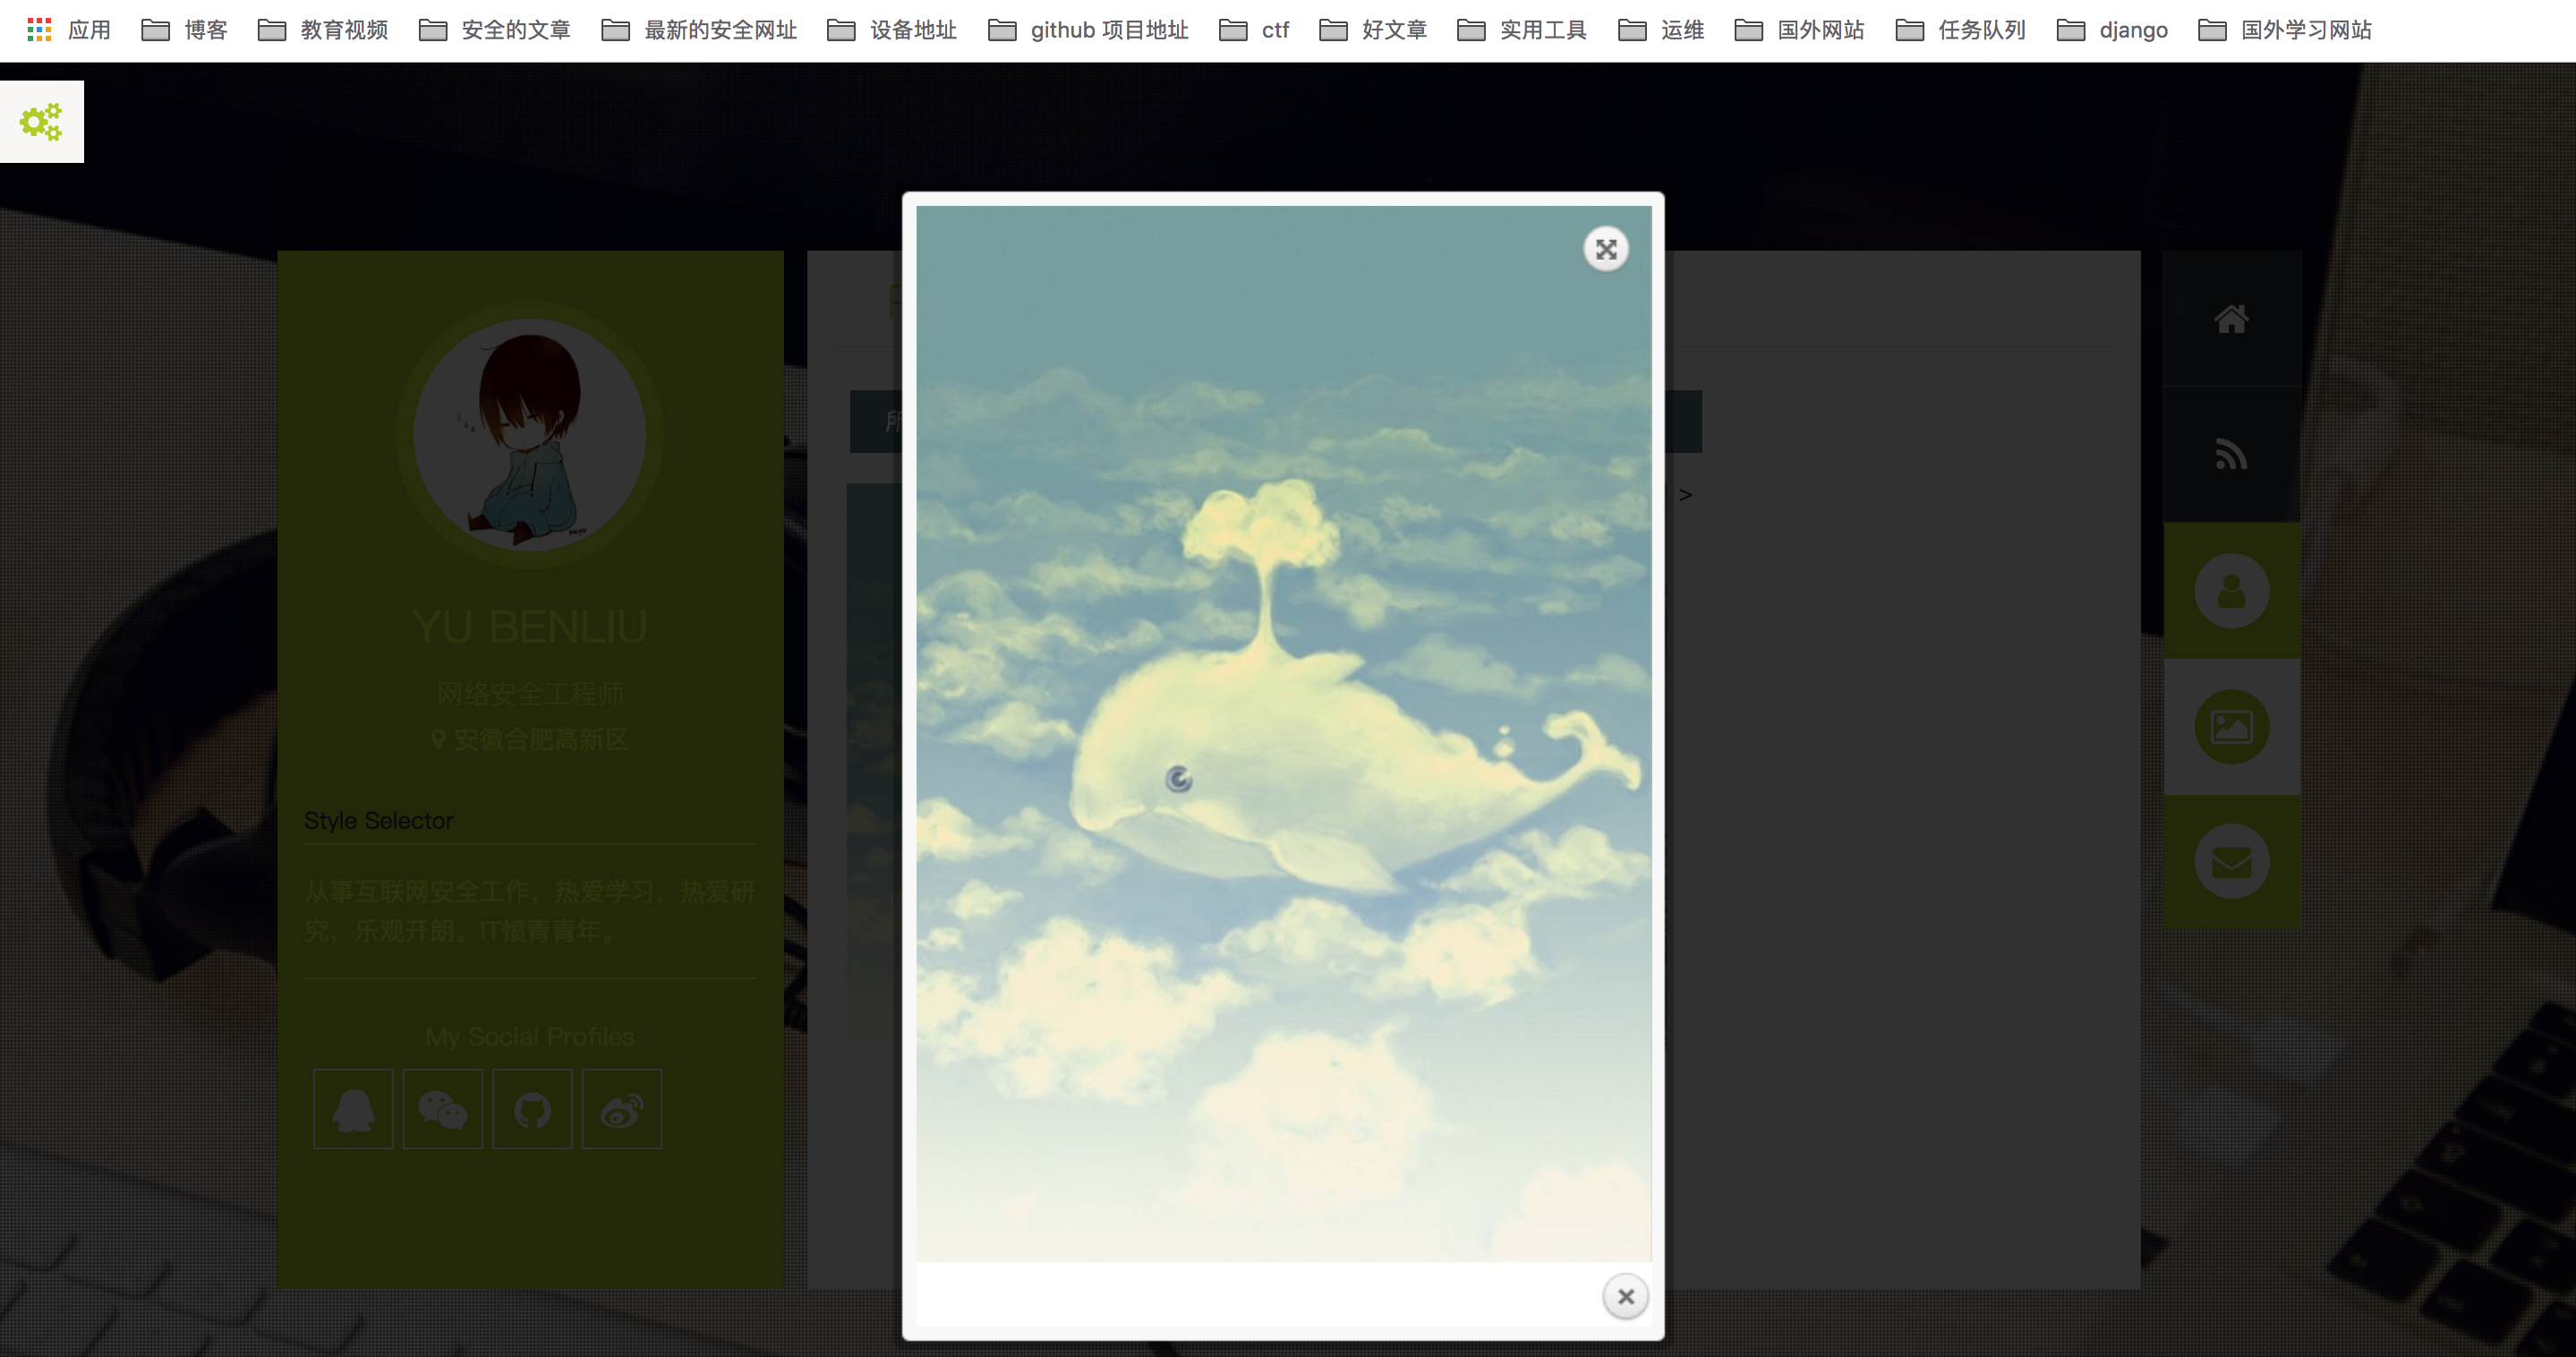 应用 博客 教育视频 安全的文章 最新的安全网址 设备地址 github 项目地址 ctf 好文章 实用工具 运维 国外网站 任务队列 django 国外学习网站
YU BENLIU
网络安全工程师
安徽合肥高新区
Style Selector
从事互联网安全工作，热爱学习，热爱研
究，乐观开朗。IT愤青青年。
My Social Profiles
所
>